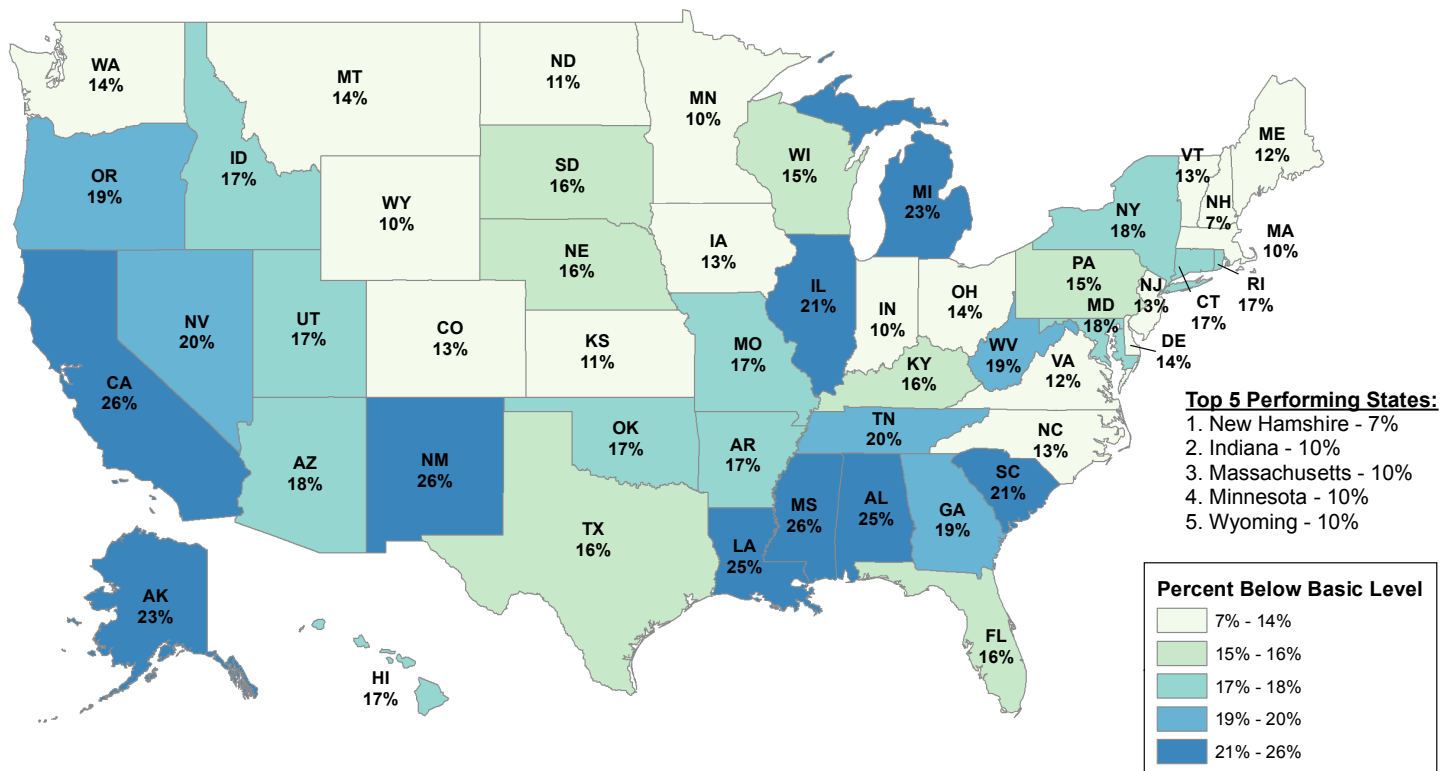 WA
14%
MT
14%
ND
11%
MN
10%
OR
19%
ID
17%
WY
10%
SD
16%
WI
15%
MI
23%
VT
13%
ME
12%
NH
7%
NY
18%
MA
10%
RI
17%
CT
17%
NE
16%
IA
13%
IL
21%
IN
10%
OH
14%
PA
15%
NJ
13%
MD
18%
DE
14%
NV
20%
UT
17%
CO
13%
KS
11%
MO
17%
KY
16%
WV
19%
VA
12%
CA
26%
AZ
18%
NM
26%
OK
17%
AR
17%
TN
20%
NC
13%
TX
16%
LA
25%
MS
26%
AL
25%
GA
19%
SC
21%
FL
16%
AK
23%
HI
17%
Top 5 Performing States:
1. New Hamshire - 7%
2. Indiana - 10%
3. Massachusetts - 10%
4. Minnesota - 10%
5. Wyoming - 10%
Percent Below Basic Level
7% - 14%
15% - 16%
17% - 18%
19% - 20%
21% - 26%